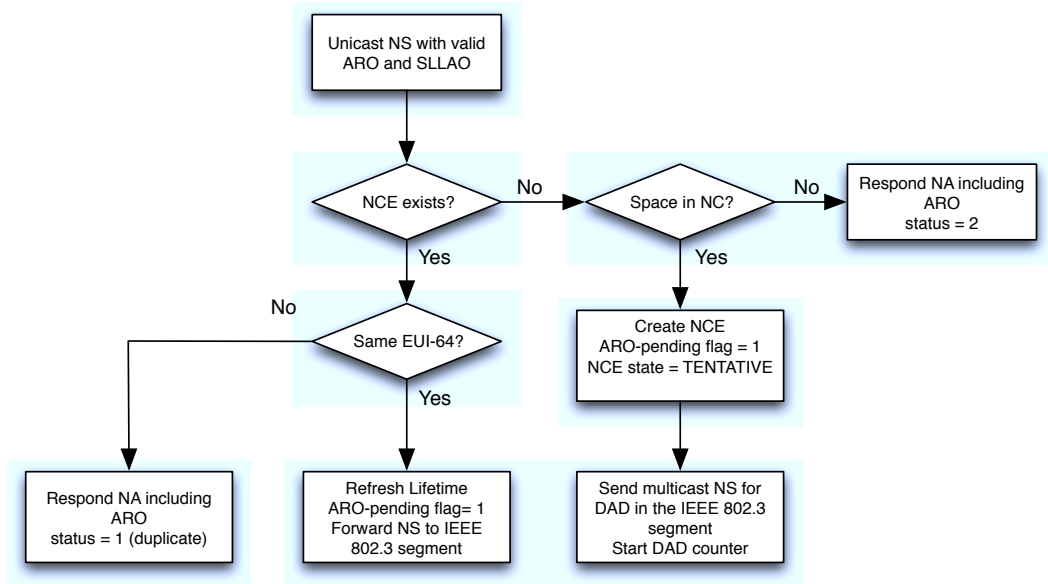 Unicast NS with valid
ARO and SLLAO
NCE exists?
No
Space in NC?
No
Respond NA including
ARO
status = 2
Yes
Yes
No
Same EUI-64?
Create NCE
ARO-pending flag = 1
NCE state = TENTATIVE
Yes
Respond NA including
ARO
status = 1 (duplicate)
Refresh Lifetime
ARO-pending flag= 1
Forward NS to IEEE
802.3 segment
Send multicast NS for
DAD in the IEEE 802.3
segment
Start DAD counter